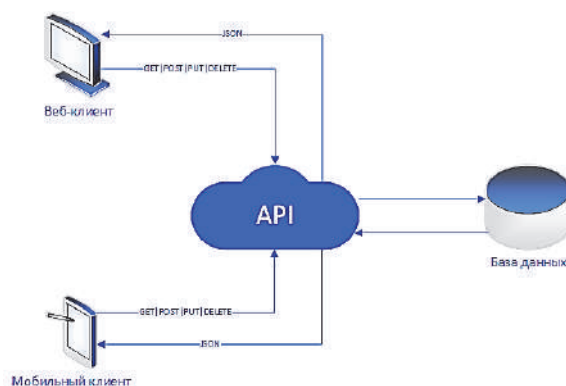 JSON
GET|POST|PUT|DELETE
Веб-клиент
API
База данных
GET|POST|PUT|DELETE
JSON
Мобильный клиент